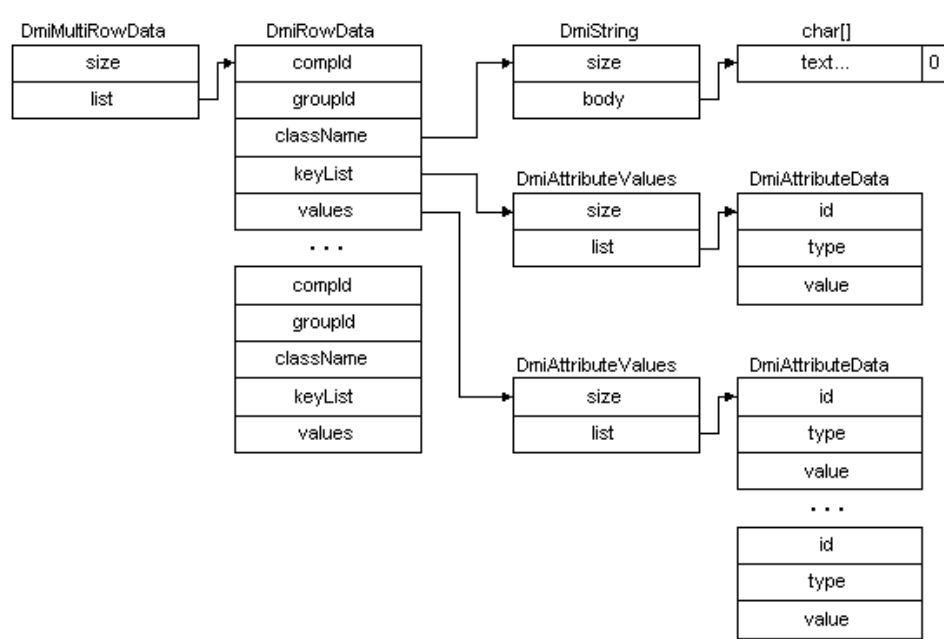 DmiMultiRowData
size
list
DmiRowData
compId
groupId
className
keyList
values
...
compId
groupId
className
keyList
values
DmiString
size
body
char[]
text... 0
DmiAttributeValues
size
list
DmiAttributeData
id
type
value
DmiAttributeValues
size
list
DmiAttributeData
id
type
value
...
id
type
value